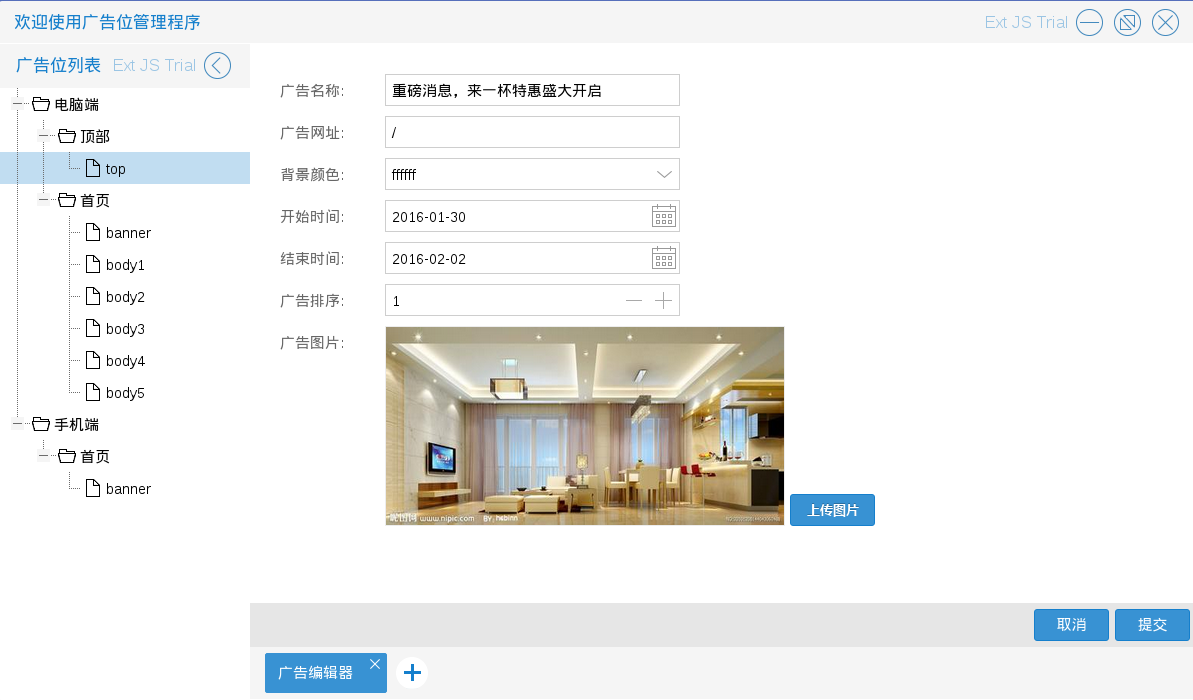 欢迎使用广告位管理程序
Ext JS Trial
广告位列表 Ext JS Trial
电脑端
顶部
top
首页
banner
body1
body2
body3
body4
body5
手机端
首页
banner
广告名称: 重磅消息，来一杯特惠盛大开启
广告网址: /
背景颜色: ffffff
开始时间: 2016-01-30
结束时间: 2016-02-02
广告排序: 1
广告图片:
www.nipic.com BY: hebinn
上传图片
取消 提交
广告编辑器